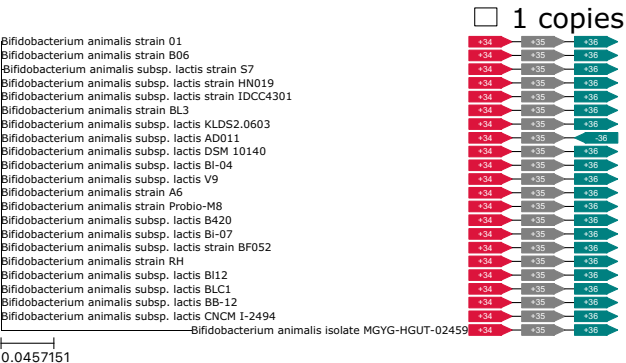 1 copies
Bifidobacterium animalis strain 01 +34 +35 +36
Bifidobacterium animalis strain B06 +34 +35 +36
Bifidobacterium animalis subsp. lactis strain S7 +34 +35 +36
Bifidobacterium animalis subsp. lactis strain HN019 +34 +35 +36
Bifidobacterium animalis subsp. lactis strain IDCC4301 +34 +35 +36
Bifidobacterium animalis strain BL3 +34 +35 +36
Bifidobacterium animalis subsp. lactis KLDS2.0603 +34 +35 +36
Bifidobacterium animalis subsp. lactis AD011 +34 +35 -36
Bifidobacterium animalis subsp. lactis DSM 10140 +34 +35 +36
Bifidobacterium animalis subsp. lactis Bl-04 +34 +35 +36
Bifidobacterium animalis subsp. lactis V9 +34 +35 +36
Bifidobacterium animalis strain A6 +34 +35 +36
Bifidobacterium animalis strain Probio-M8 +34 +35 +36
Bifidobacterium animalis subsp. lactis B420 +34 +35 +36
Bifidobacterium animalis subsp. lactis Bi-07 +34 +35 +36
Bifidobacterium animalis subsp. lactis strain BF052 +34 +35 +36
Bifidobacterium animalis strain RH +34 +35 +36
Bifidobacterium animalis subsp. lactis Bl12 +34 +35 +36
Bifidobacterium animalis subsp. lactis BLC1 +34 +35 +36
Bifidobacterium animalis subsp. lactis BB-12 +34 +35 +36
Bifidobacterium animalis subsp. lactis CNCM I-2494 +34 +35 +36
Bifidobacterium animalis isolate MGYG-HGUT-02459 +34 +35 +36
0.0457151